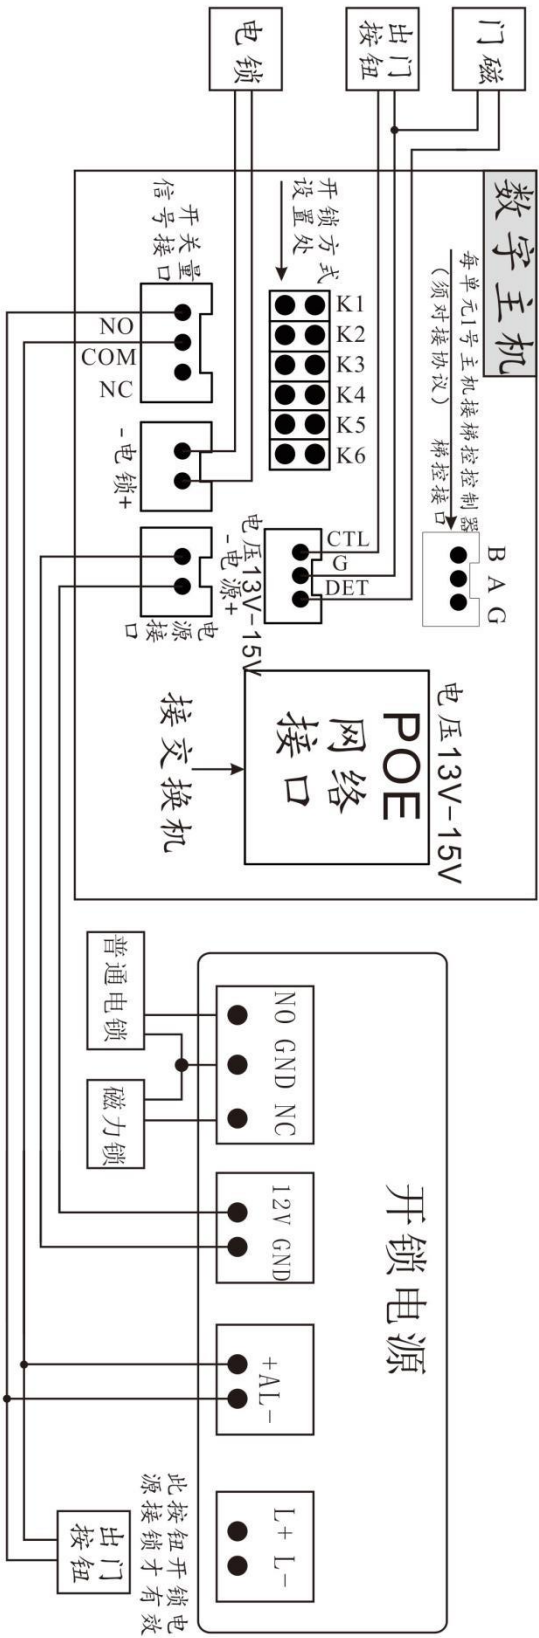 门磁
出门
按钮
电锁
数字主机
每单元1号主机接梯控控制器
（须对接协议） 梯控接口
B A G
开锁方式
设置处
K1
K2
K3
K4
K5
K6
开关量
信号接口
NO
COM
NC
-电锁+
CTL
G
DET
电压13V-15V
-电源+
电源接口
电压13V-15V
POE
网络
接口
接交换机
开锁电源
NO GND NC
普通电锁
磁力锁
12V GND
+AL-
L+ L-
此按钮开锁电
源接锁才有效
出门
按钮